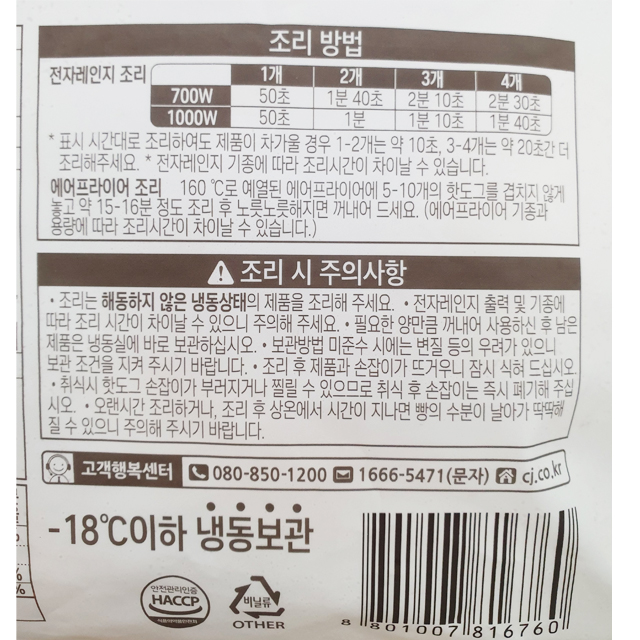 조리 방법
전자레인지 조리 1개 2개 3개 4개
700W 50초 1분 40초 2분 10초 2분 30초
1000W 50초 1분 1분 10초 1분 40초
* 표시 시간대로 조리하여도 제품이 차가울 경우 1-2개는 약 10초, 3-4개는 약 20초간 더
조리해주세요. * 전자레인지 기종에 따라 조리시간이 차이날 수 있습니다.
에어프라이어 조리 160 ℃로 예열된 에어프라이어에 5-10개의 핫도그를 겹치지 않게
놓고 약 15-16분 정도 조리 후 노릇노릇해지면 꺼내어 드세요. (에어프라이어 기종과
용량에 따라 조리시간이 차이날 수 있습니다.)
조리 시 주의사항
• 조리는 해동하지 않은 냉동상태의 제품을 조리해 주세요. • 전자레인지 출력 및 기종에
따라 조리 시간이 차이날 수 있으니 주의해 주세요. • 필요한 양만큼 꺼내어 사용하신 후 남은
제품은 냉동실에 바로 보관하십시오. • 보관방법 미준수 시에는 변질 등의 우려가 있으니
보관 조건을 지켜 주시기 바랍니다. • 조리 후 제품과 손잡이가 뜨거우니 잠시 식혀 드십시오.
• 취식시 핫도그 손잡이가 부러지거나 찔릴 수 있으므로 취식 후 손잡이는 즉시 폐기해 주십
시오. • 오랜시간 조리하거나, 조리 후 상온에서 시간이 지나면 빵의 수분이 날아가 딱딱해
질 수 있으니 주의해 주시기 바랍니다.
고객행복센터 080-850-1200 1666-5471(문자) cj.co.kr
-18℃이하 냉동보관
안전관리인증
HACCP
식품의약품안전처
비닐류
OTHER
8 801007 816760